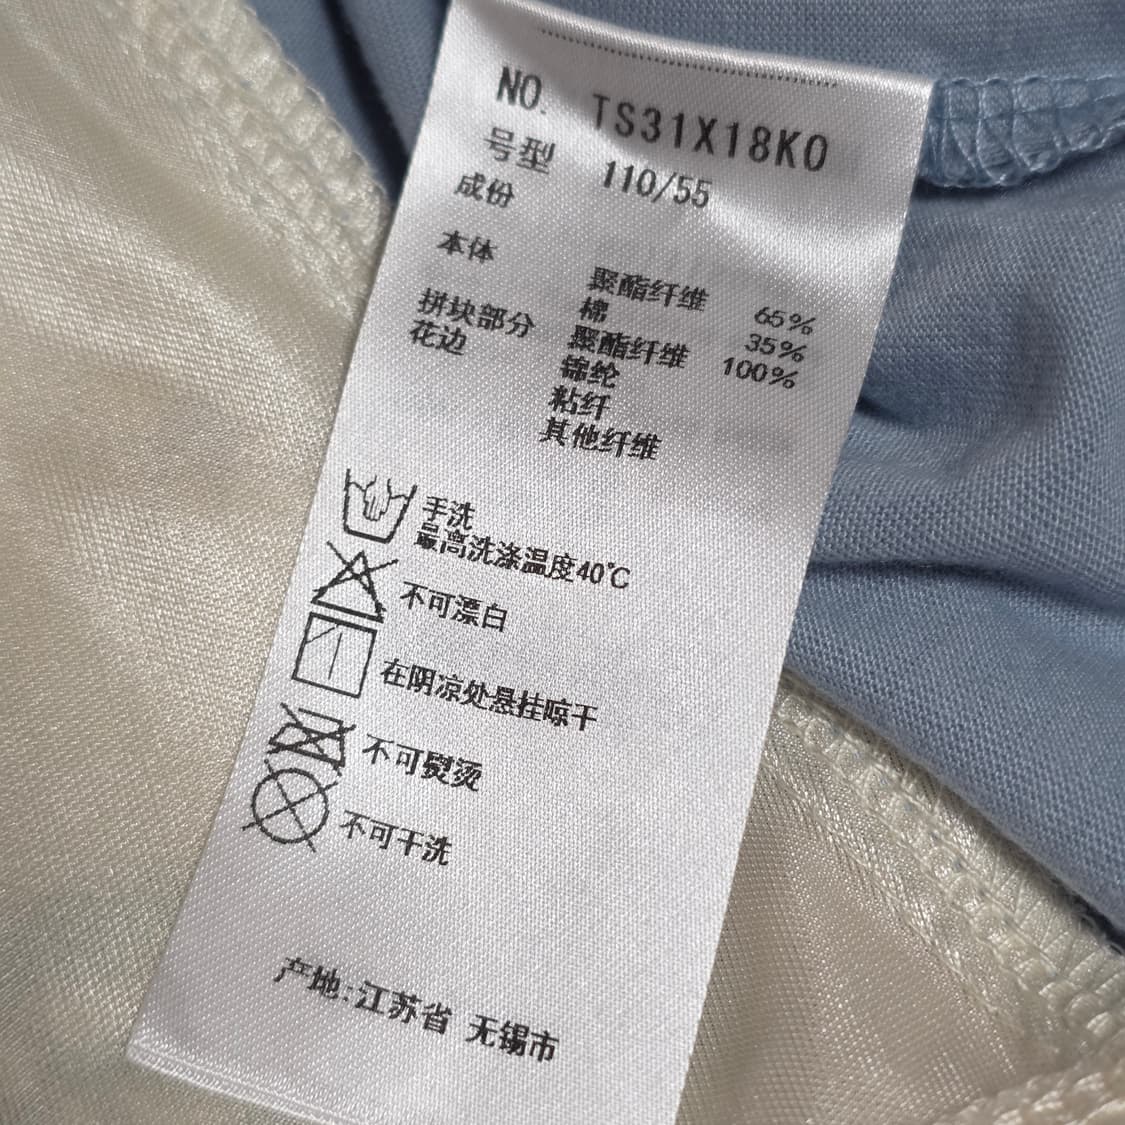 NO. TS31X18K0
号型 110/55
成份
本体 聚酯纤维 65%
棉 35%
拼块部分 聚酯纤维 100%
花边 锦纶
粘纤
其他纤维
手洗
最高洗涤温度40℃
不可漂白
在阴凉处悬挂晾干
不可熨烫
不可干洗
产地:江苏省 无锡市